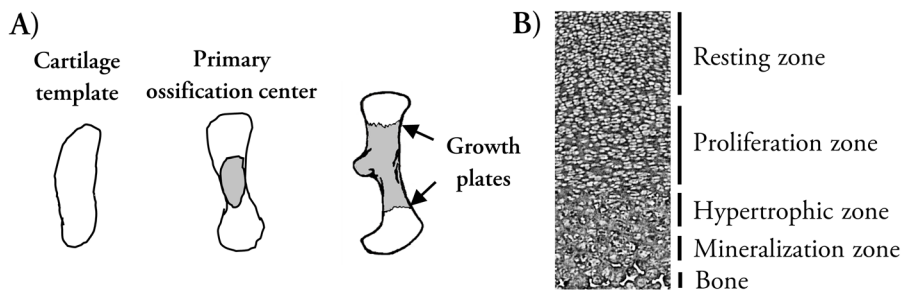 A)
Cartilage
template
Primary
ossification center
Growth
plates
B)
Resting zone
Proliferation zone
Hypertrophic zone
Mineralization zone
Bone